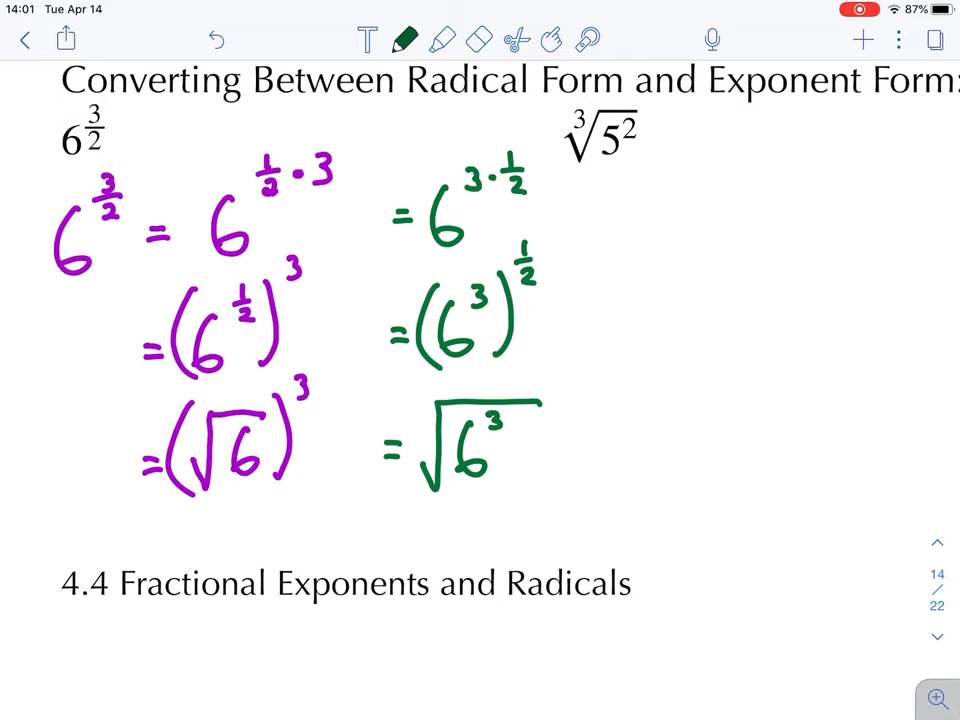 14:01 Tue Apr 14 87%
T
Converting Between Radical Form and Exponent Form:
6^{3/2} ∛(5²)
6^{3/2} = 6^{1/2 · 3} = 6^{3 · 1/2}
= (6^{1/2})³ = (6³)^{1/2}
= (√6)³ = √(6³)
4.4 Fractional Exponents and Radicals
14
/
22